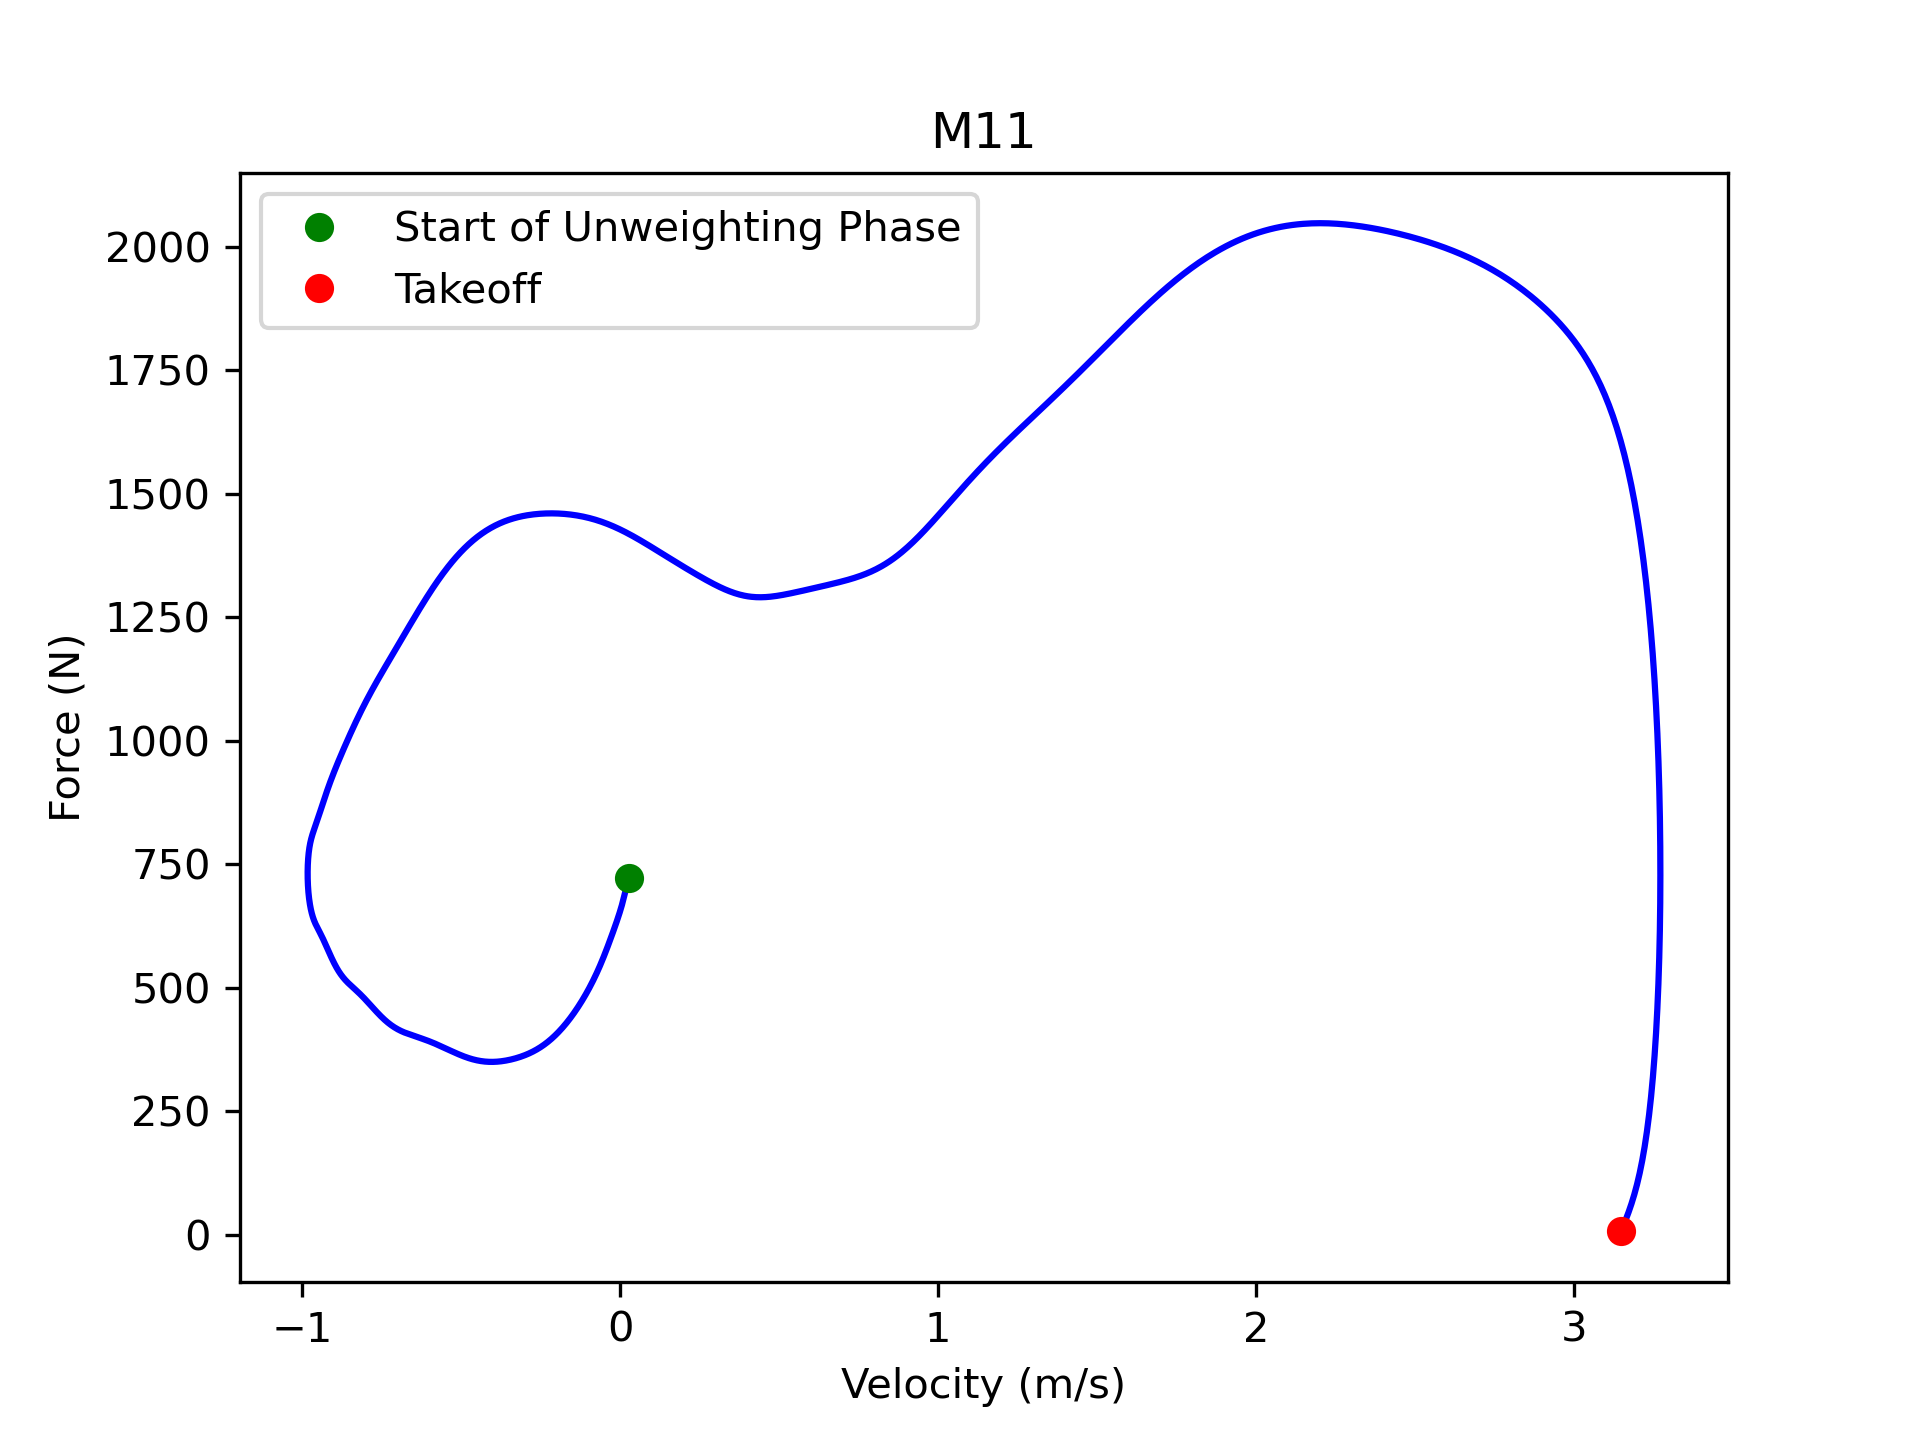 M11
Start of Unweighting Phase
Takeoff
2000
1750
1500
1250
1000
750
500
250
0
Force (N)
−1 0 1 2 3
Velocity (m/s)